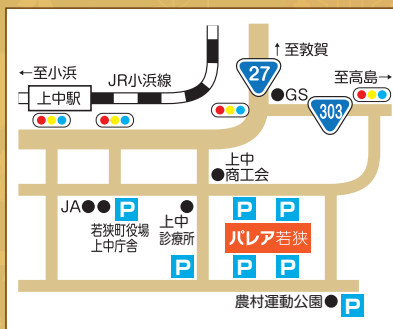 ↑至敦賀
←至小浜
JR小浜線
27
至高島→
上中駅
GS
303
上中
商工会
JA
P
若狭町役場
上中庁舎
上中
診療所
P
P
P
パレア若狭
P
P
農村運動公園
P